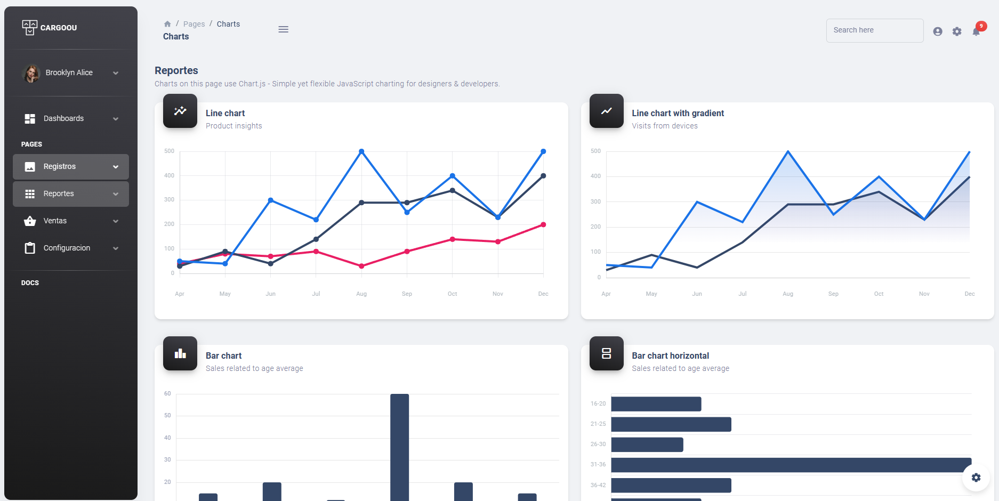 CARGOOU
Brooklyn Alice
Dashboards
PAGES
Registros
Reportes
Ventas
Configuracion
DOCS
/ Pages / Charts
Charts
Search here
9
Reportes
Charts on this page use Chart.js - Simple yet flexible JavaScript charting for designers & developers.
Line chart
Product insights
500
400
300
200
100
0
Apr May Jun Jul Aug Sep Oct Nov Dec
Line chart with gradient
Visits from devices
500
400
300
200
100
0
Apr May Jun Jul Aug Sep Oct Nov Dec
Bar chart
Sales related to age average
60
50
40
30
20
Bar chart horizontal
Sales related to age average
16-20
21-25
26-30
31-36
36-42